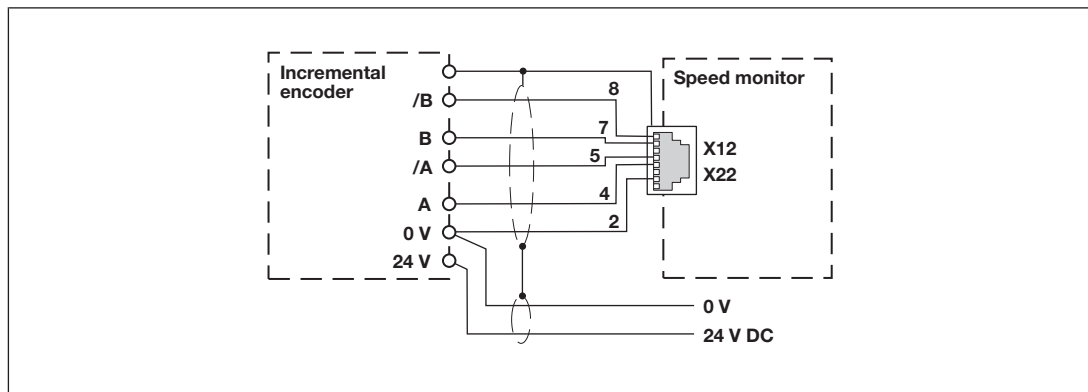 Incremental
encoder
Speed monitor
/B
8
B
7
X12
/A
5
X22
A
4
0 V
2
24 V
0 V
24 V DC